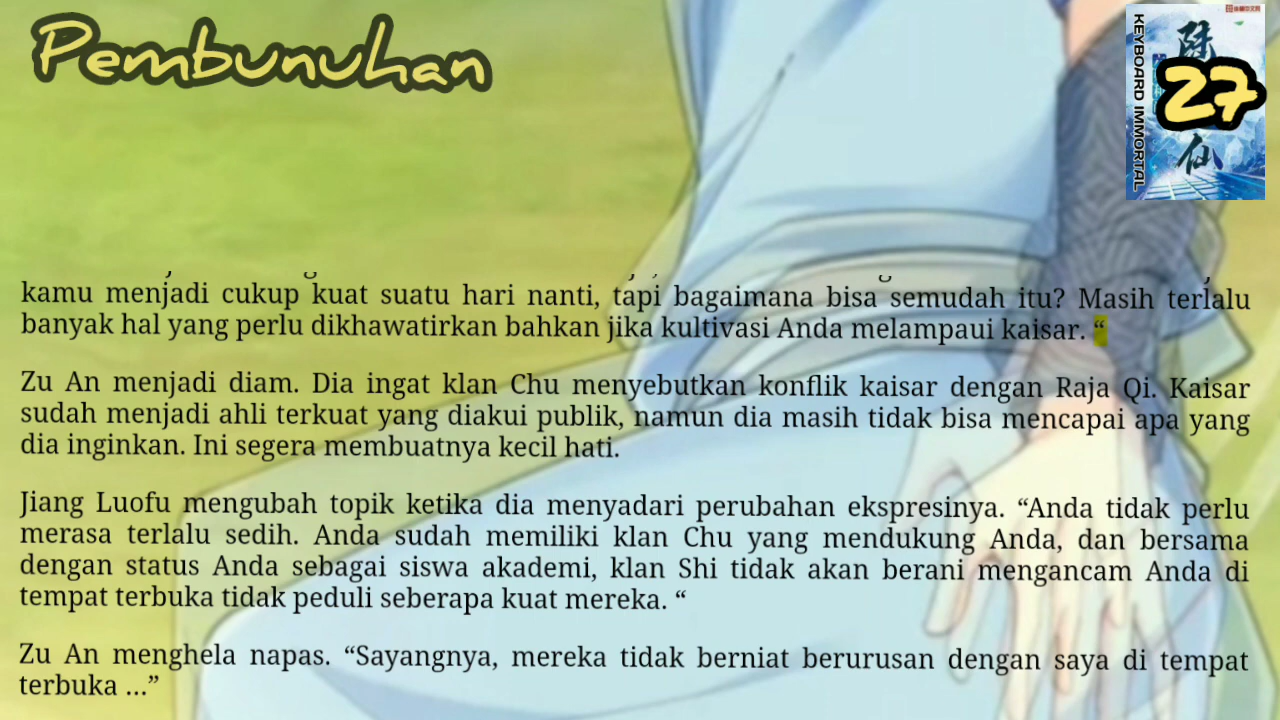 Pembunuhan
KEYBOARD IMMORTAL
27
仙
kamu menjadi cukup kuat suatu hari nanti, tapi bagaimana bisa semudah itu? Masih terlalu
banyak hal yang perlu dikhawatirkan bahkan jika kultivasi Anda melampaui kaisar. “
Zu An menjadi diam. Dia ingat klan Chu menyebutkan konflik kaisar dengan Raja Qi. Kaisar
sudah menjadi ahli terkuat yang diakui publik, namun dia masih tidak bisa mencapai apa yang
dia inginkan. Ini segera membuatnya kecil hati.
Jiang Luofu mengubah topik ketika dia menyadari perubahan ekspresinya. “Anda tidak perlu
merasa terlalu sedih. Anda sudah memiliki klan Chu yang mendukung Anda, dan bersama
dengan status Anda sebagai siswa akademi, klan Shi tidak akan berani mengancam Anda di
tempat terbuka tidak peduli seberapa kuat mereka. “
Zu An menghela napas. “Sayangnya, mereka tidak berniat berurusan dengan saya di tempat
terbuka ...”